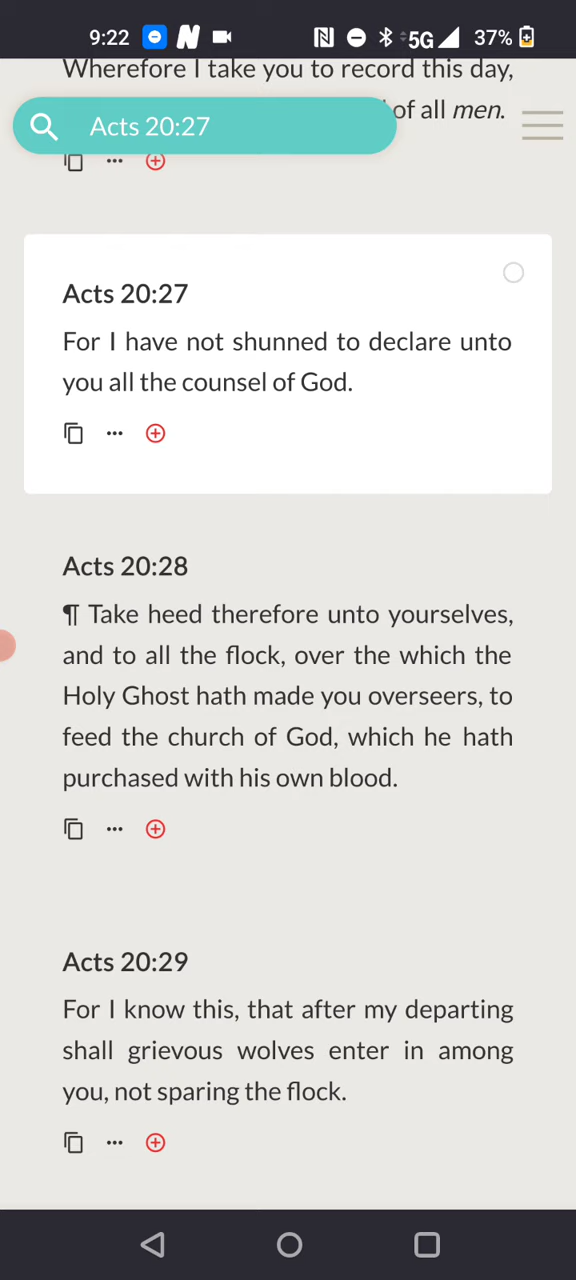 9:22
5G
37%
Wherefore I take you to record this day,
of all men.
Acts 20:27
Acts 20:27
For I have not shunned to declare unto
you all the counsel of God.
Acts 20:28
¶ Take heed therefore unto yourselves,
and to all the flock, over the which the
Holy Ghost hath made you overseers, to
feed the church of God, which he hath
purchased with his own blood.
Acts 20:29
For I know this, that after my departing
shall grievous wolves enter in among
you, not sparing the flock.